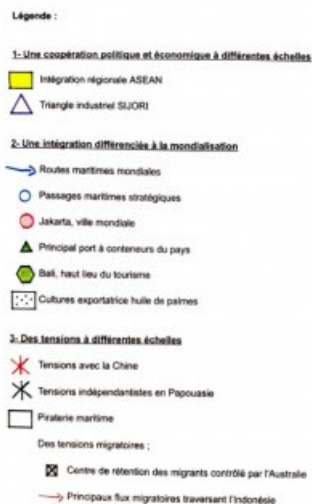 Légende :
1- Une coopération politique et économique à différentes échelles
Intégration régionale ASEAN
Triangle industriel SIJORI
2- Une intégration différenciée à la mondialisation
Routes maritimes mondiales
Passages maritimes stratégiques
Jakarta, ville mondiale
Principal port à conteneurs du pays
Bali, haut lieu du tourisme
Cultures exportatrice huile de palmes
3- Des tensions à différentes échelles
Tensions avec la Chine
Tensions indépendantistes en Papouasie
Piraterie maritime
Des tensions migratoires ;
Centre de rétention des migrants contrôlé par l'Australie
Principaux flux migratoires traversant l'Indonésie